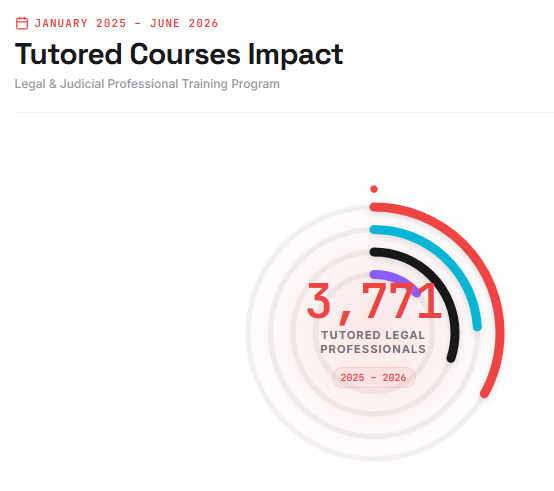 JANUARY 2025 – JUNE 2026
Tutored Courses Impact
Legal & Judicial Professional Training Program
3,771
TUTORED LEGAL
PROFESSIONALS
2025 – 2026